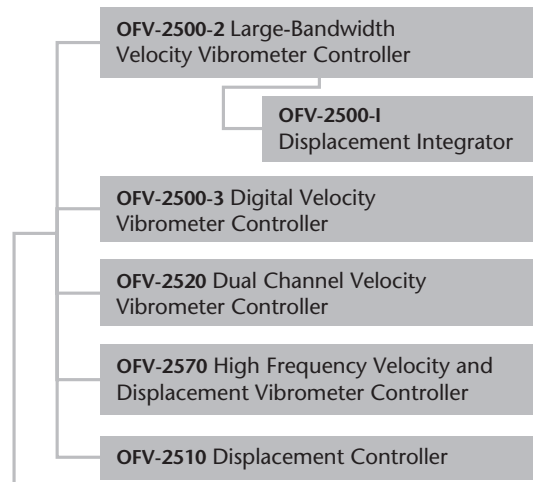 OFV-2500-2 Large-Bandwidth
Velocity Vibrometer Controller
OFV-2500-I
Displacement Integrator
OFV-2500-3 Digital Velocity
Vibrometer Controller
OFV-2520 Dual Channel Velocity
Vibrometer Controller
OFV-2570 High Frequency Velocity and
Displacement Vibrometer Controller
OFV-2510 Displacement Controller